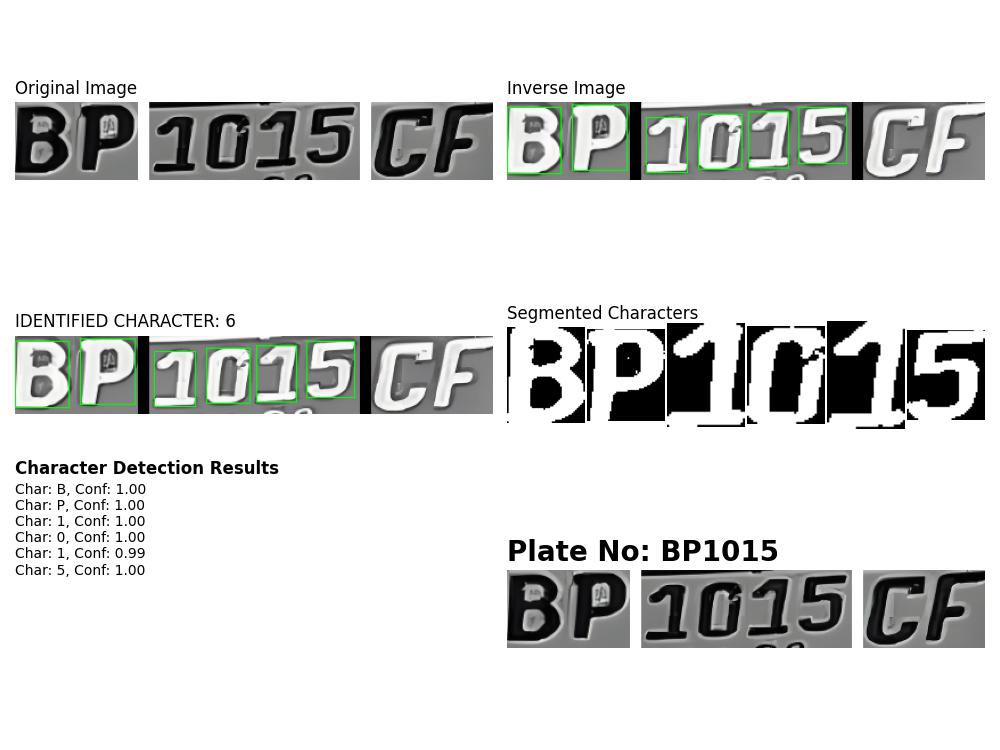 Original Image
BP 1015 CF
Inverse Image
BP 1015 CF
IDENTIFIED CHARACTER: 6
BP 1015 CF
Segmented Characters
BP1015
Character Detection Results
Char: B, Conf: 1.00
Char: P, Conf: 1.00
Char: 1, Conf: 1.00
Char: 0, Conf: 1.00
Char: 1, Conf: 0.99
Char: 5, Conf: 1.00
Plate No: BP1015
BP 1015 CF